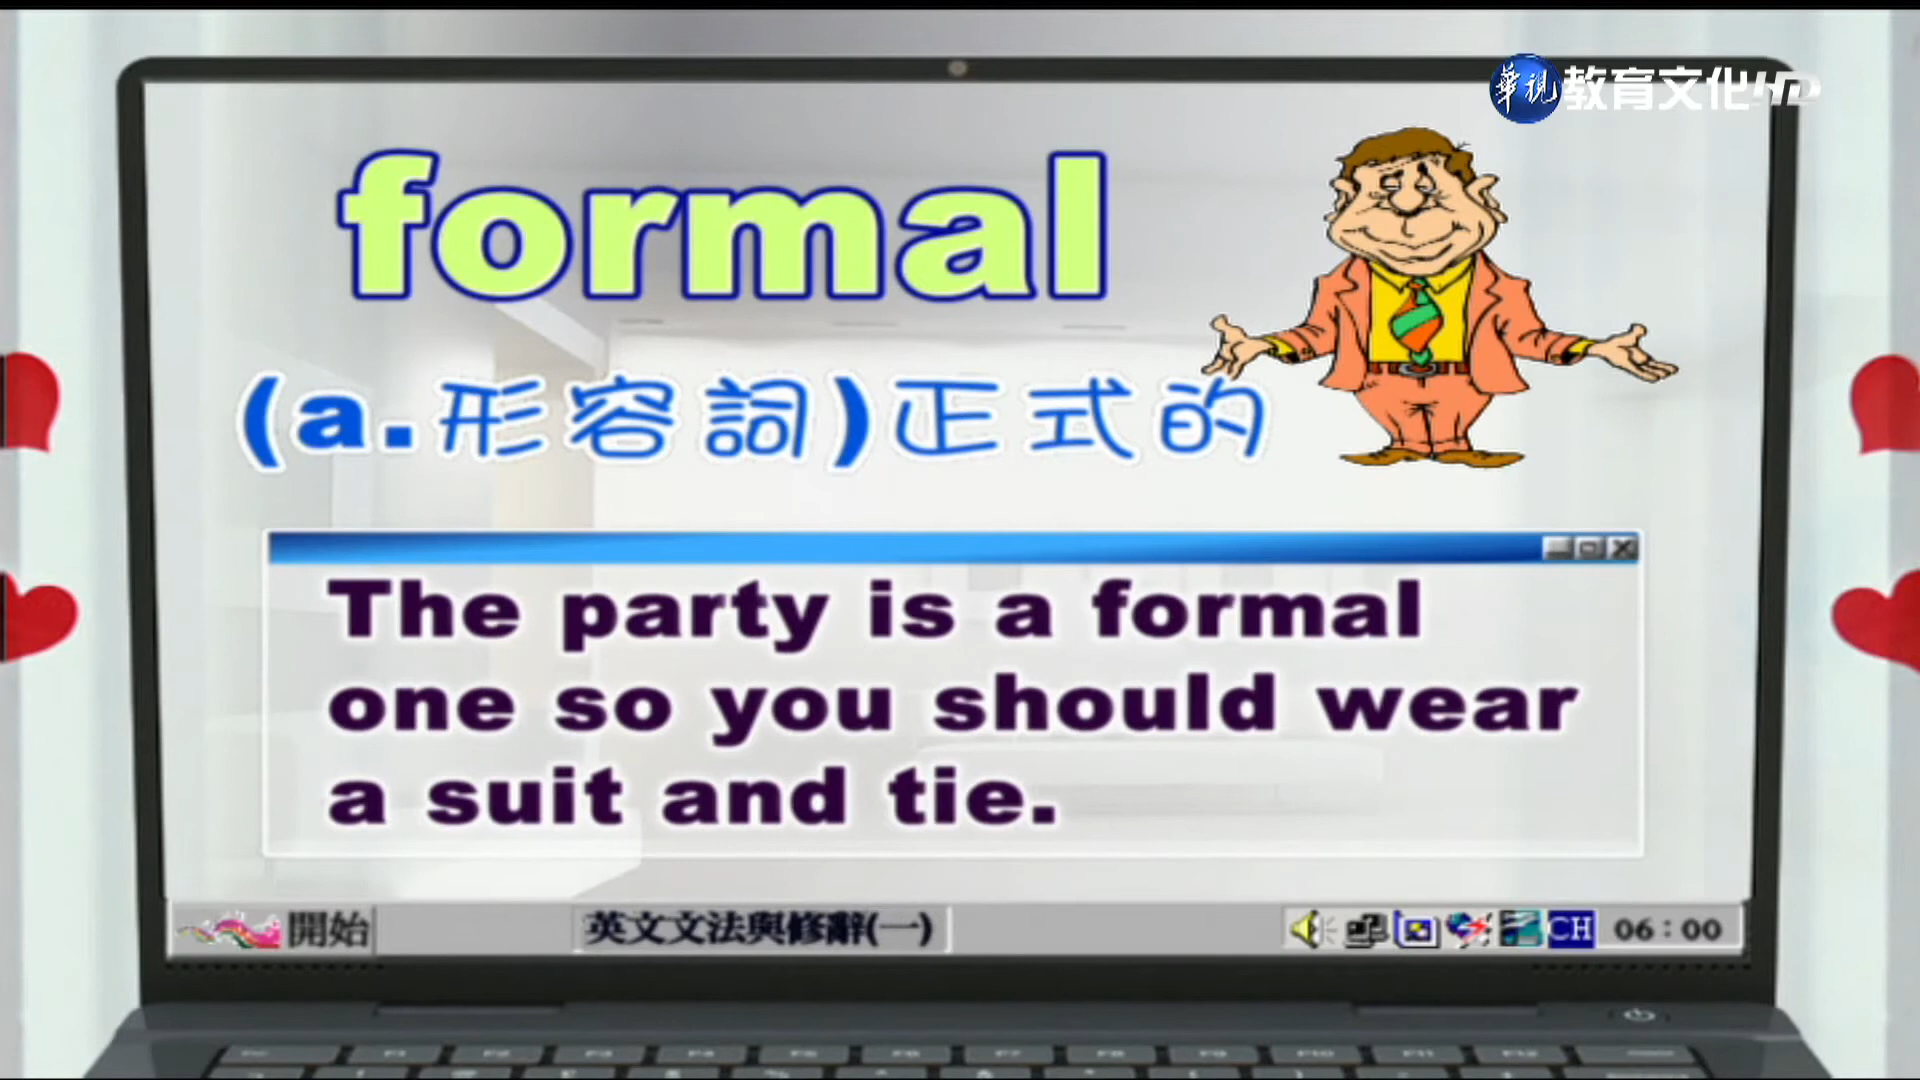 華視教育文化HD
formal
(a.形容詞)正式的
The party is a formal
one so you should wear
a suit and tie.
開始 英文文法與修辭(一) CH 06:00